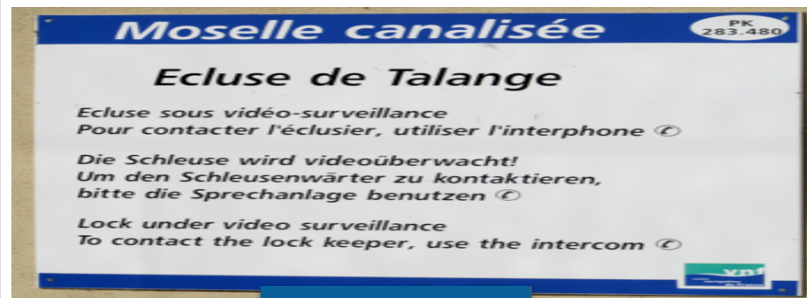 Moselle canalisée
PK
283.480
Ecluse de Talange
Ecluse sous vidéo-surveillance
Pour contacter l'éclusier, utiliser l'interphone ✆
Die Schleuse wird videoüberwacht!
Um den Schleusenwärter zu kontaktieren,
bitte die Sprechanlage benutzen ✆
Lock under video surveillance
To contact the lock keeper, use the intercom ✆
vnf